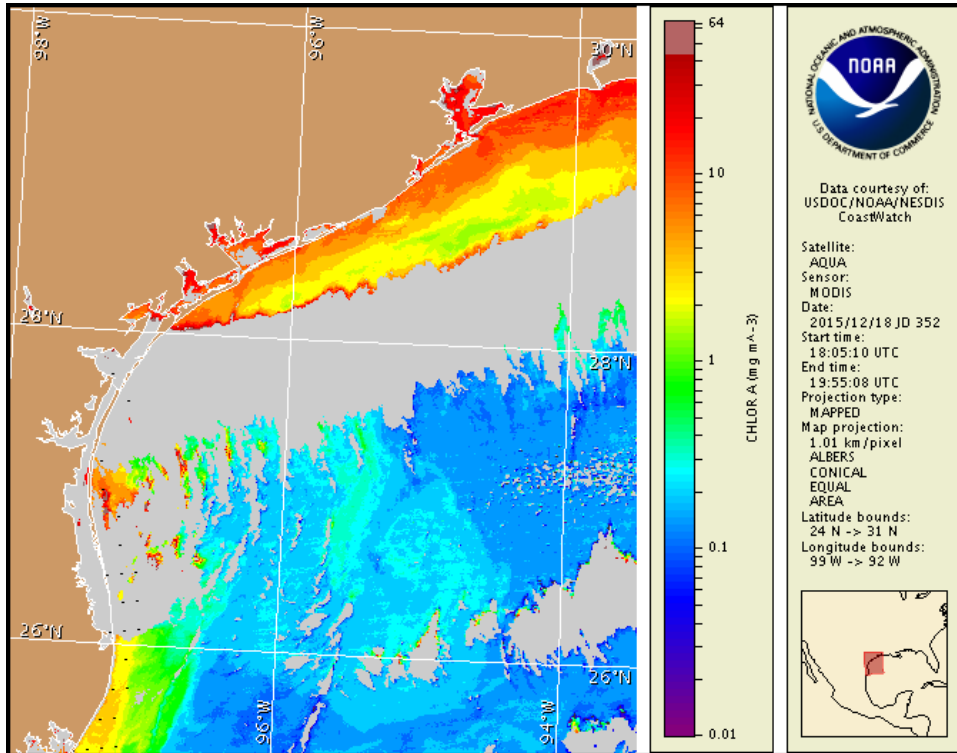 98°W
96°W
30°N
28°N
28°N
26°N
26°N
96°W
94°W
64
10
1
0.1
0.01
CHLOR A (mg m^-3)
NATIONAL OCEANIC AND ATMOSPHERIC ADMINISTRATION
NOAA
U.S. DEPARTMENT OF COMMERCE
Data courtesy of:
USDOC/NOAA/NESDIS
CoastWatch
Satellite:
AQUA
Sensor:
MODIS
Date:
2015/12/18 JD 352
Start time:
18:05:10 UTC
End time:
19:55:08 UTC
Projection type:
MAPPED
Map projection:
1.01 km/pixel
ALBERS
CONICAL
EQUAL
AREA
Latitude bounds:
24 N -> 31 N
Longitude bounds:
99 W -> 92 W